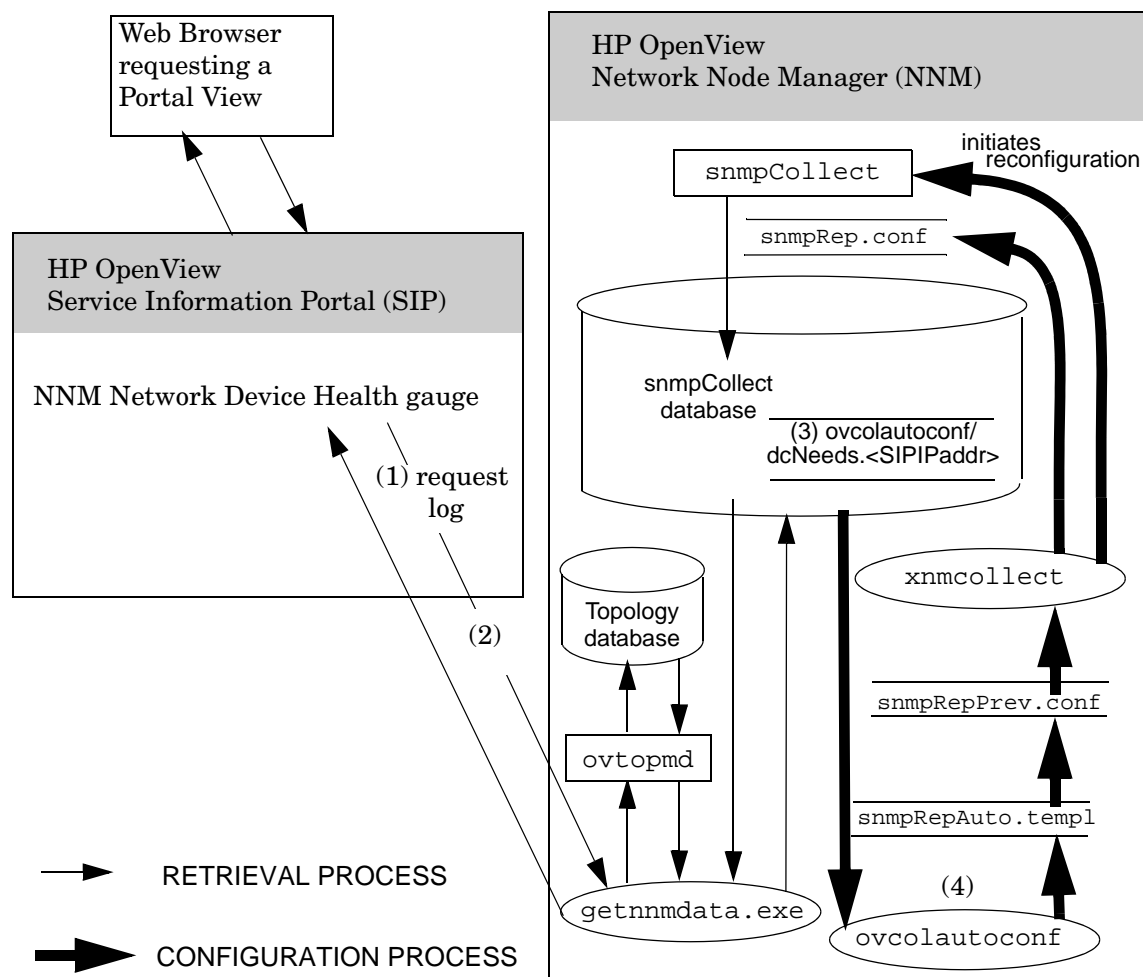 Web Browser
requesting a
Portal View
HP OpenView
Service Information Portal (SIP)
NNM Network Device Health gauge
(1) request
log
(2)
RETRIEVAL PROCESS
CONFIGURATION PROCESS
HP OpenView
Network Node Manager (NNM)
initiates
reconfiguration
snmpCollect
snmpRep.conf
snmpCollect
database
(3) ovcolautoconf/
dcNeeds.<SIPIPaddr>
Topology
database
xnmcollect
snmpRepPrev.conf
ovtopmd
snmpRepAuto.templ
(4)
getnnmdata.exe
ovcolautoconf